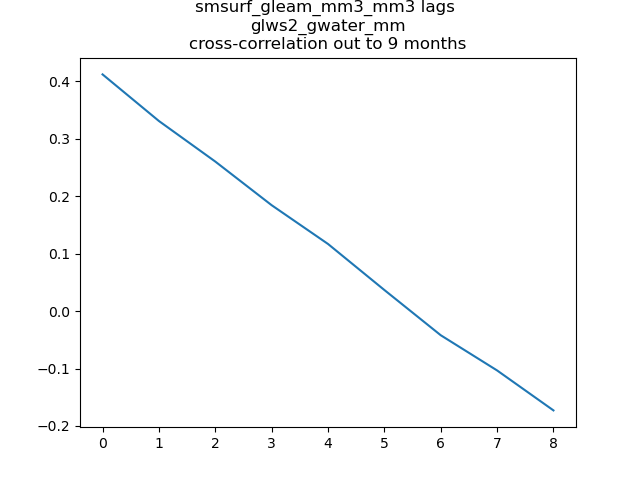 smsurf_gleam_mm3_mm3 lags
glws2_gwater_mm
cross-correlation out to 9 months
0.4
0.3
0.2
0.1
0.0
−0.1
−0.2
0 1 2 3 4 5 6 7 8